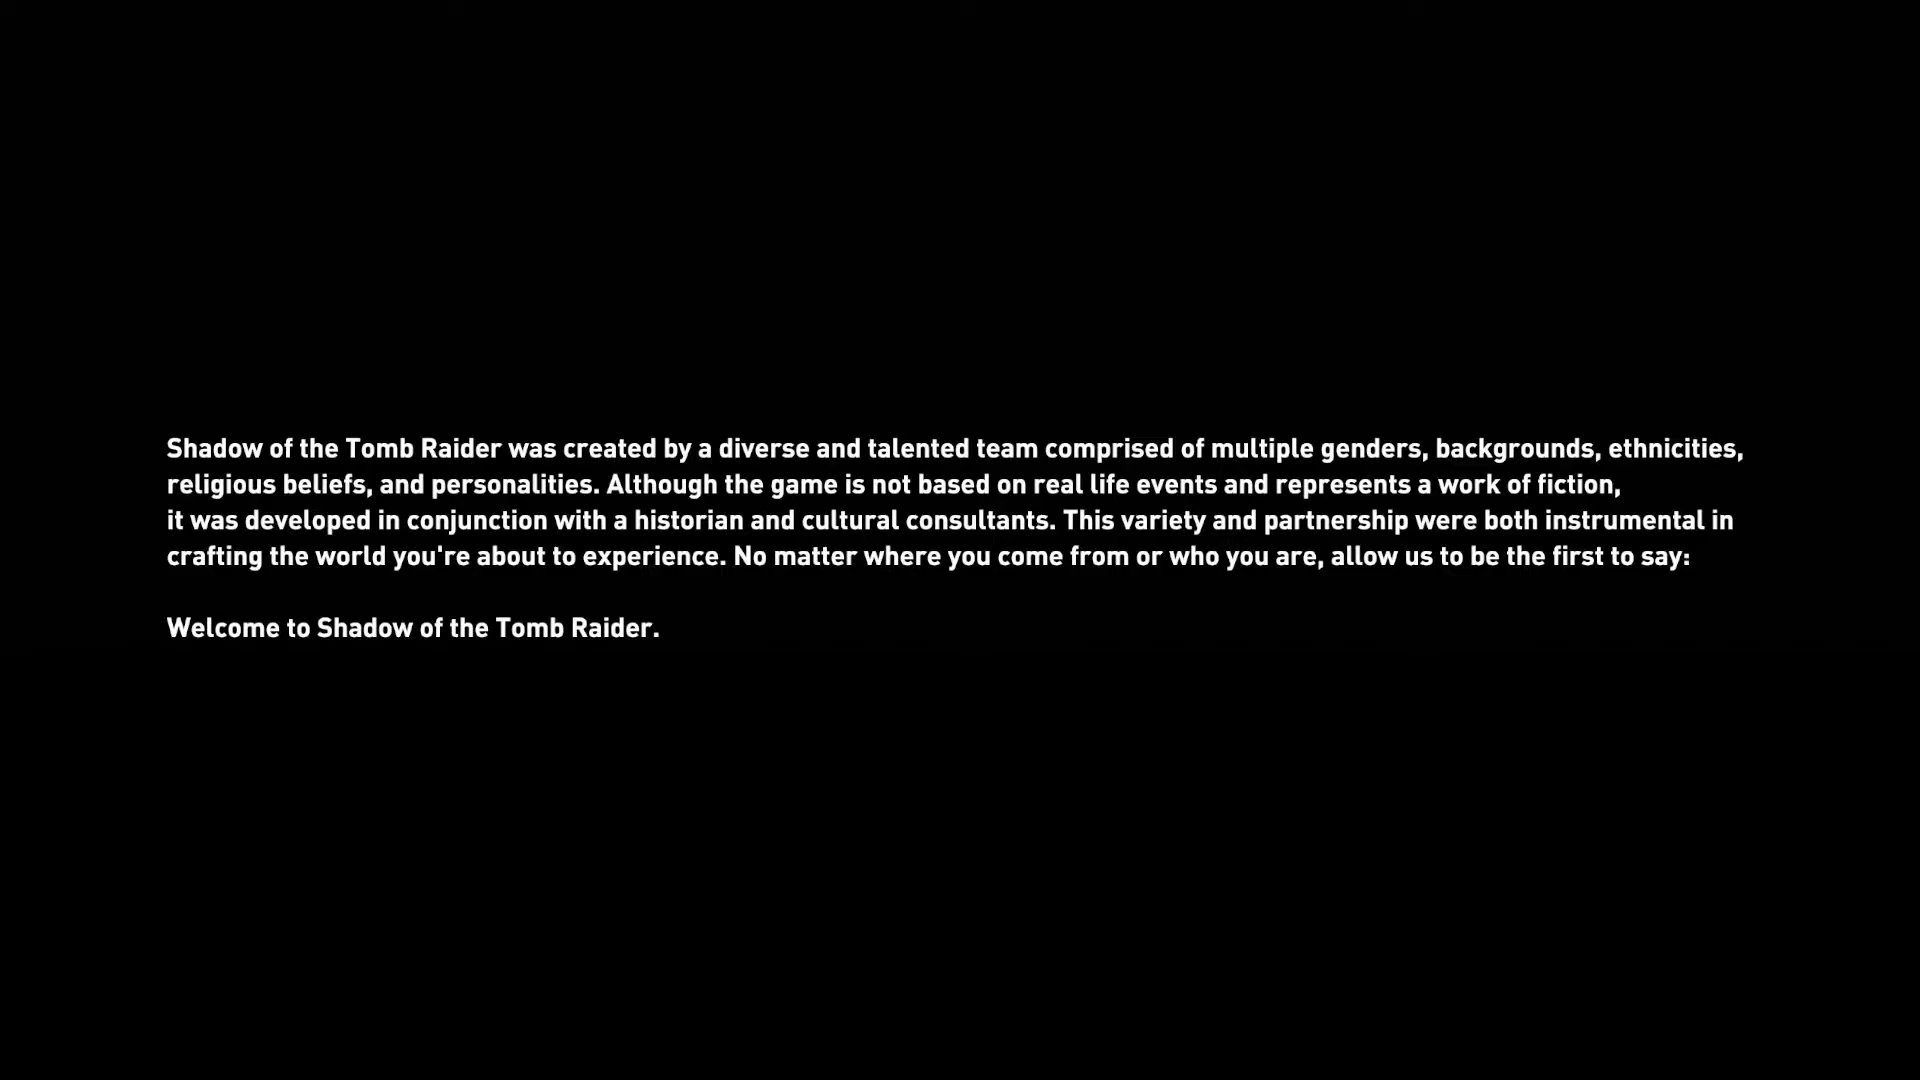 Shadow of the Tomb Raider was created by a diverse and talented team comprised of multiple genders, backgrounds, ethnicities,
religious beliefs, and personalities. Although the game is not based on real life events and represents a work of fiction,
it was developed in conjunction with a historian and cultural consultants. This variety and partnership were both instrumental in
crafting the world you're about to experience. No matter where you come from or who you are, allow us to be the first to say:
Welcome to Shadow of the Tomb Raider.